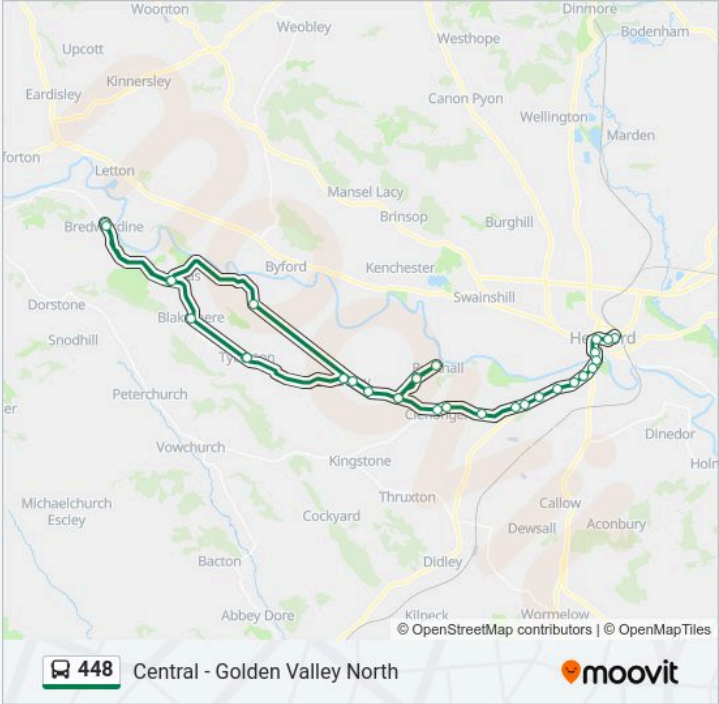 Dinmore
Woonton
Weobley
Bodenham
Westhope
Upcott
Kinnersley
Eardisley
Canon Pyon
Wellington
Marden
forton
Letton
Mansel Lacy
Brinsop
Burghill
Byford
Kenchester
Swainshill
Dorstone
Snodhill
Peterchurch
er
Vowchurch
Kingstone
Dinedor
Holm
Thruxton
Michaelchurch
Escley
Cockyard
Callow
Dewsall
Aconbury
Bacton
Didley
Abbey Dore
Kilpeck
Wormelow
© OpenStreetMap contributors | © OpenMapTiles
448 Central - Golden Valley North
moovit